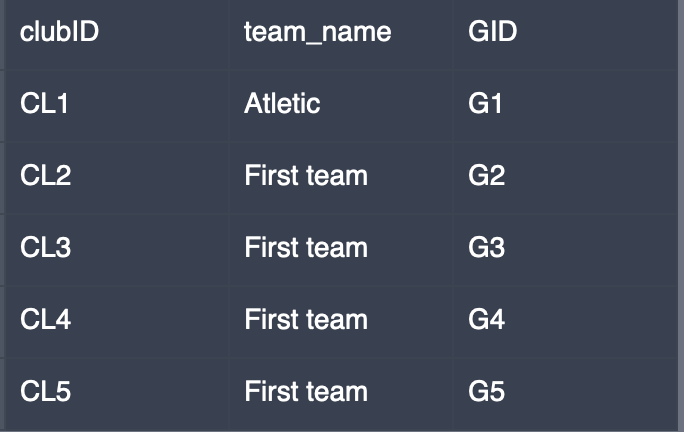 clubID team_name GID
CL1 Atletic G1
CL2 First team G2
CL3 First team G3
CL4 First team G4
CL5 First team G5